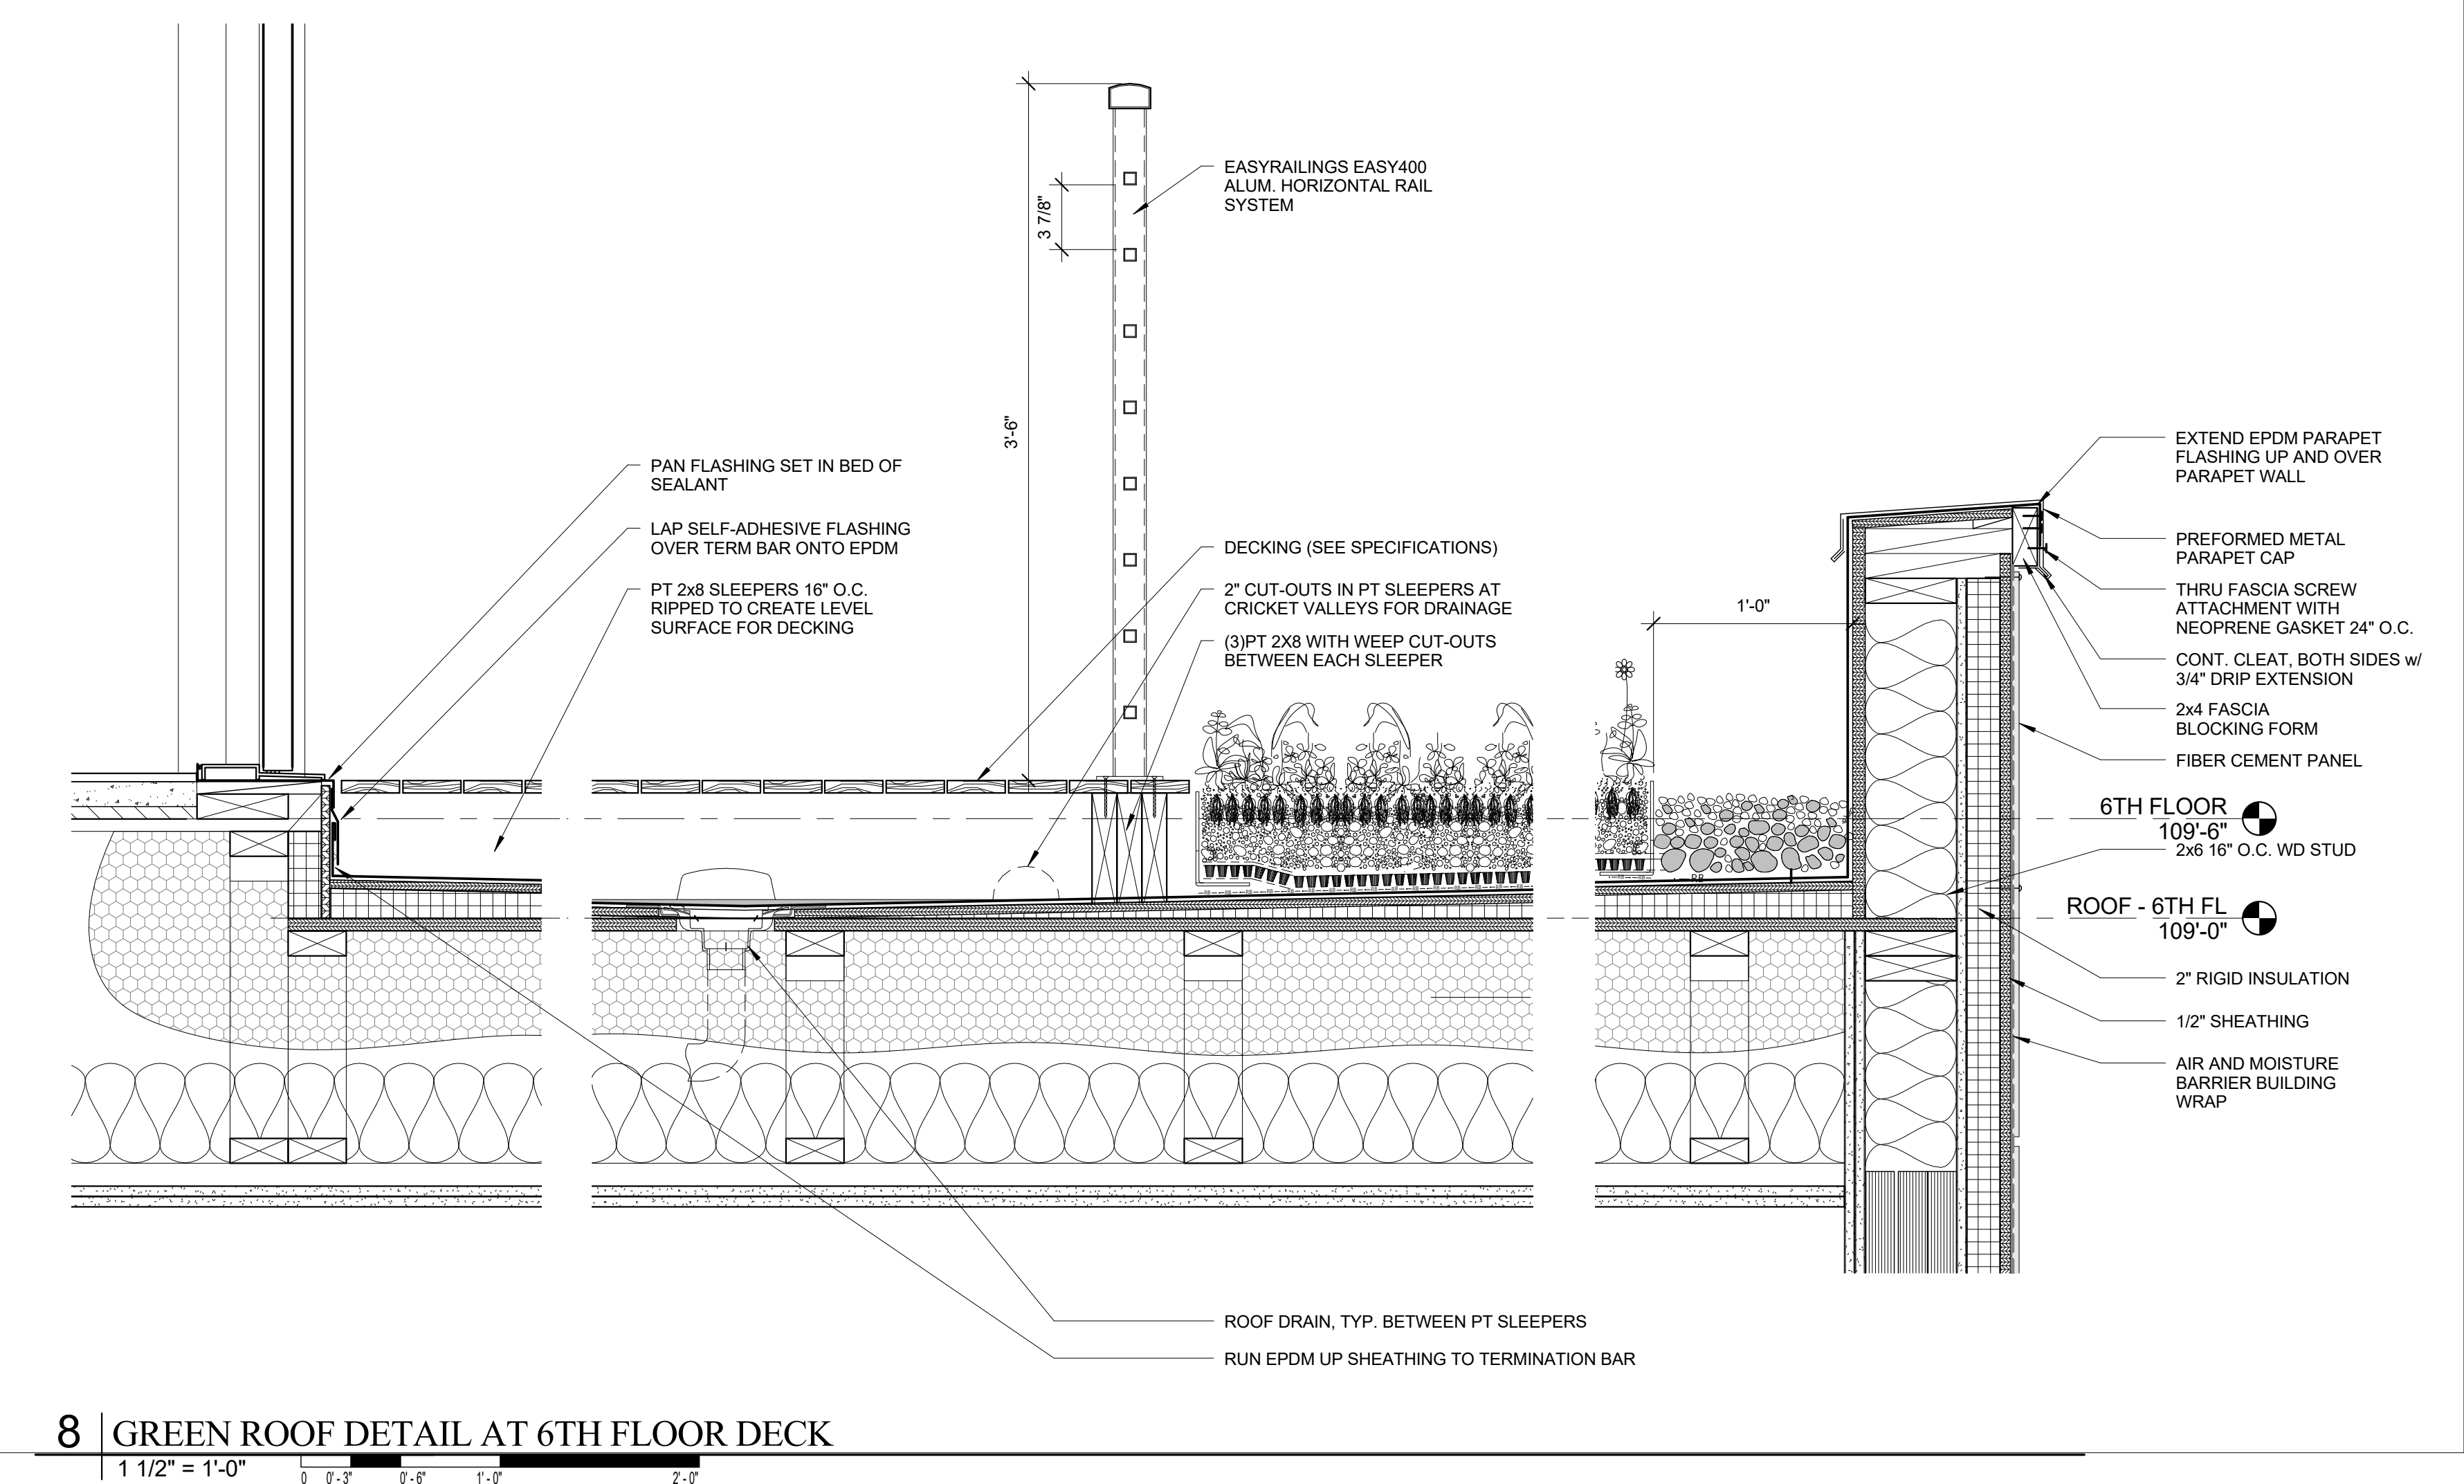 EASYRAILINGS EASY400
ALUM. HORIZONTAL RAIL
SYSTEM
3 7/8"
3'-6"
PAN FLASHING SET IN BED OF
SEALANT
LAP SELF-ADHESIVE FLASHING
OVER TERM BAR ONTO EPDM
PT 2x8 SLEEPERS 16" O.C.
RIPPED TO CREATE LEVEL
SURFACE FOR DECKING
DECKING (SEE SPECIFICATIONS)
2" CUT-OUTS IN PT SLEEPERS AT
CRICKET VALLEYS FOR DRAINAGE
(3)PT 2X8 WITH WEEP CUT-OUTS
BETWEEN EACH SLEEPER
1'-0"
EXTEND EPDM PARAPET
FLASHING UP AND OVER
PARAPET WALL
PREFORMED METAL
PARAPET CAP
THRU FASCIA SCREW
ATTACHMENT WITH
NEOPRENE GASKET 24" O.C.
CONT. CLEAT, BOTH SIDES w/
3/4" DRIP EXTENSION
2x4 FASCIA
BLOCKING FORM
FIBER CEMENT PANEL
6TH FLOOR
109'-6"
2x6 16" O.C. WD STUD
ROOF - 6TH FL
109'-0"
2" RIGID INSULATION
1/2" SHEATHING
AIR AND MOISTURE
BARRIER BUILDING
WRAP
ROOF DRAIN, TYP. BETWEEN PT SLEEPERS
RUN EPDM UP SHEATHING TO TERMINATION BAR
8 GREEN ROOF DETAIL AT 6TH FLOOR DECK
1 1/2" = 1'-0"
0 0' - 3" 0' - 6" 1' - 0" 2' - 0"